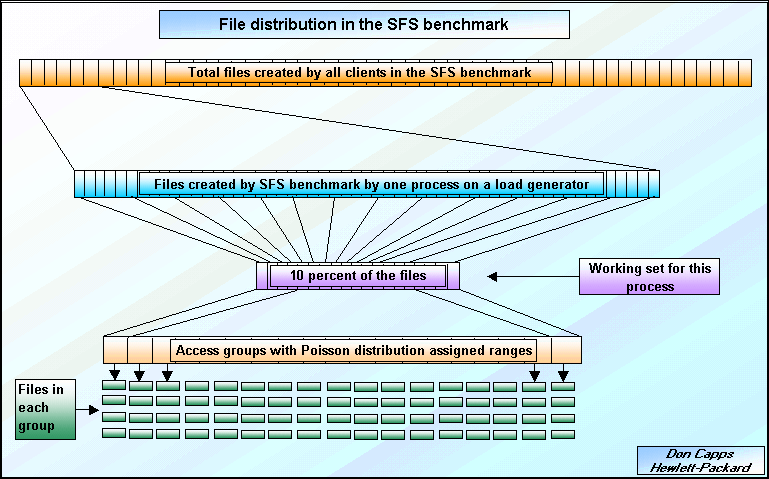 File distribution in the SFS benchmark
Total files created by all clients in the SFS benchmark
Files created by SFS benchmark by one process on a load generator
10 percent of the files
Working set for this
process
Access groups with Poisson distribution assigned ranges
Files in
each
group
Don Capps
Hewlett-Packard